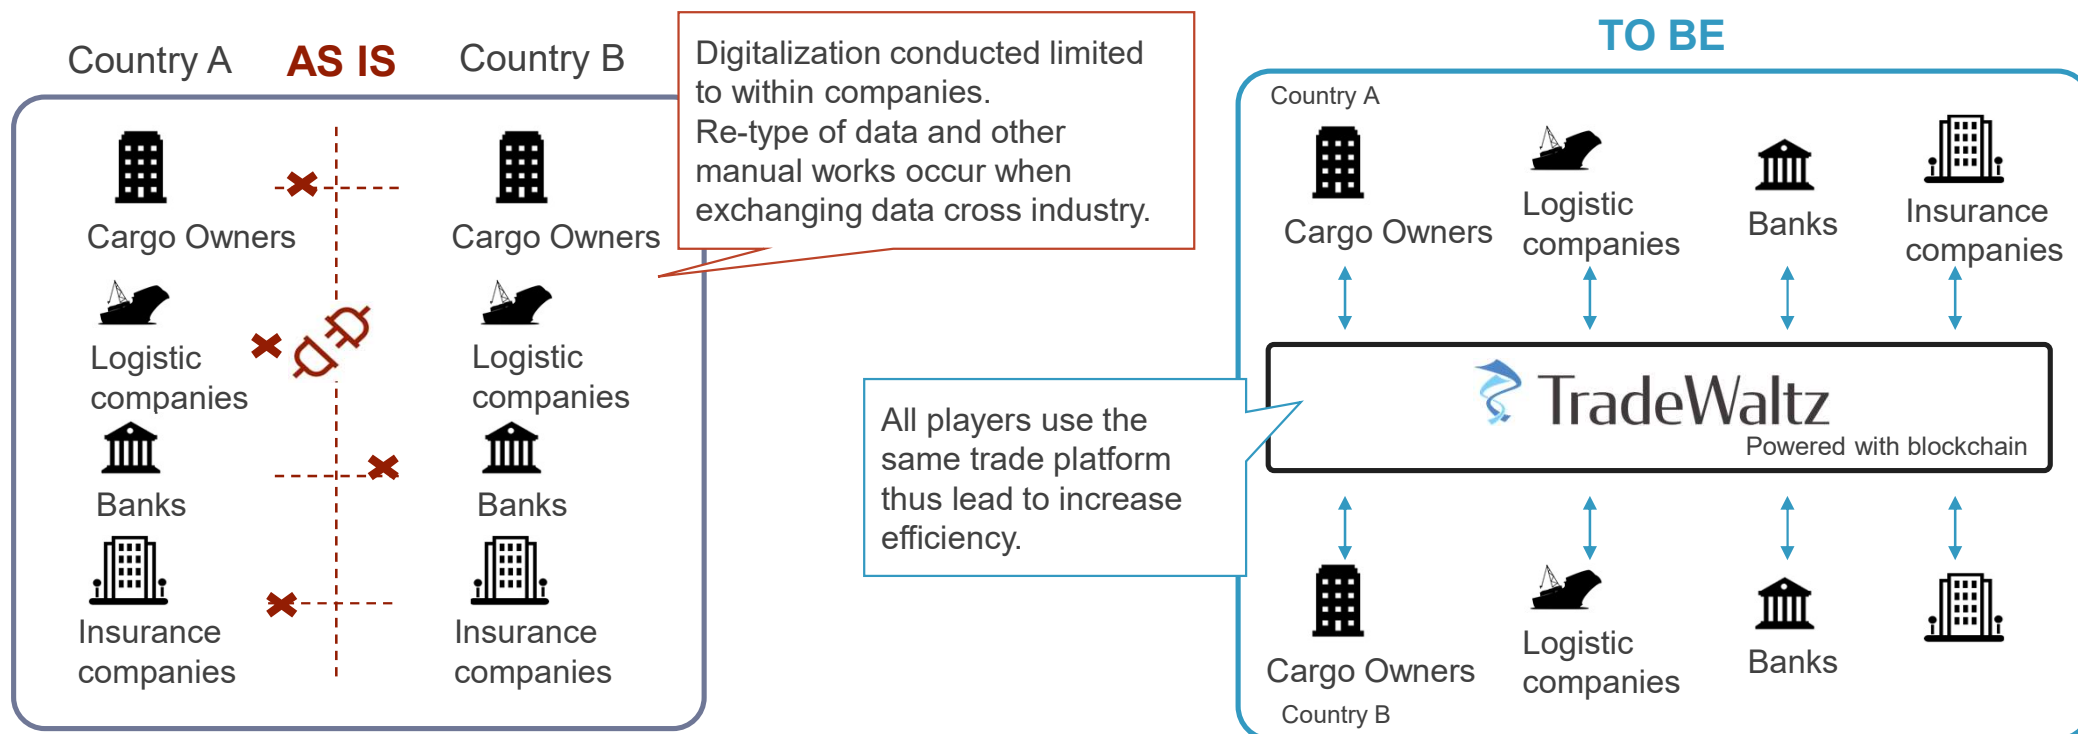 Country A
AS IS
Country B
Cargo Owners
Cargo Owners
Logistic
companies
Logistic
companies
Banks
Banks
Insurance
companies
Insurance
companies
Digitalization conducted limited
to within companies.
Re-type of data and other
manual works occur when
exchanging data cross industry.
TO BE
Country A
Cargo Owners
Logistic
companies
Banks
Insurance
companies
TradeWaltz
Powered with blockchain
All players use the
same trade platform
thus lead to increase
efficiency.
Cargo Owners
Logistic
companies
Banks
Country B